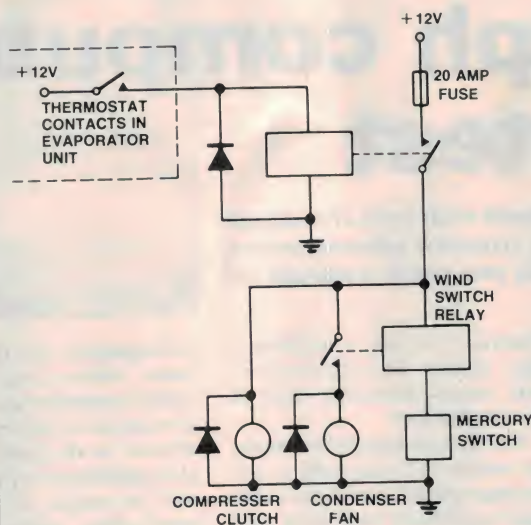 + 12V
20 AMP
FUSE
+ 12V
THERMOSTAT
CONTACTS IN
EVAPORATOR
UNIT
WIND
SWITCH
RELAY
MERCURY
SWITCH
COMPRESSER
CLUTCH
CONDENSER
FAN